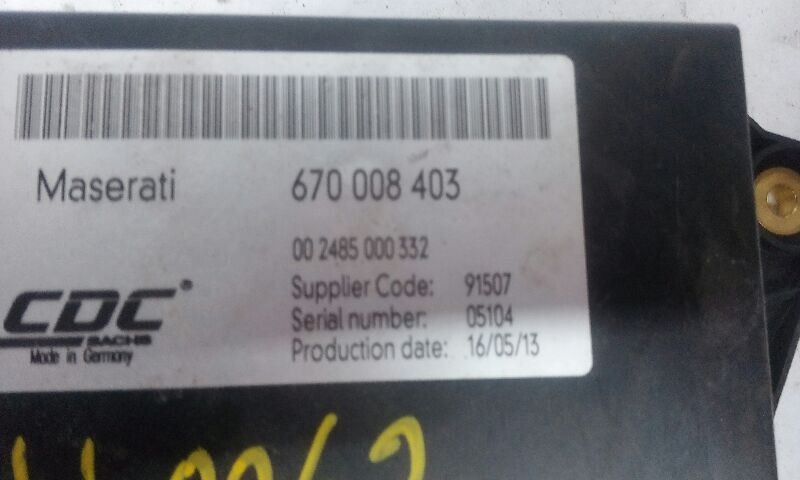 Maserati 670 008 403
00 2485 000 332
Supplier Code: 91507
Serial number: 05104
Production date: 16/05/13
CDC®
SACHS
Made in Germany